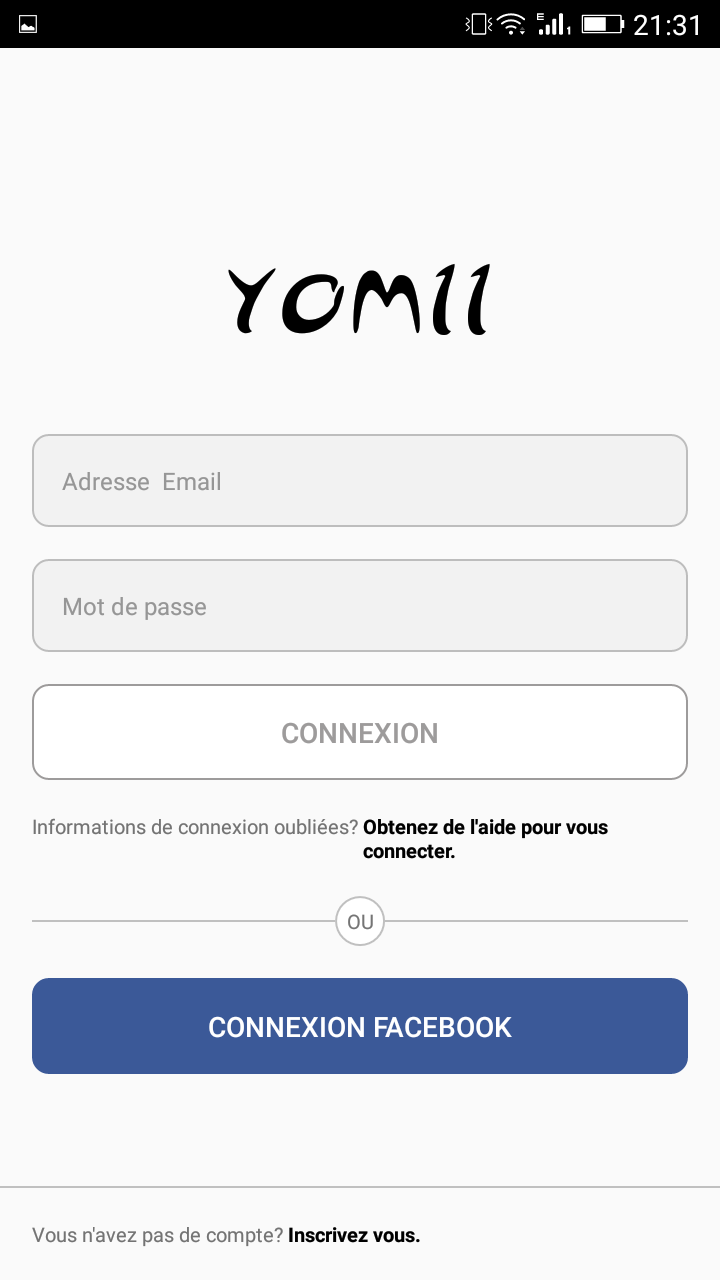 E 1 21:31
YOMII
Adresse  Email
Mot de passe
CONNEXION
Informations de connexion oubliées? Obtenez de l'aide pour vous
connecter.
OU
CONNEXION FACEBOOK
Vous n'avez pas de compte? Inscrivez vous.